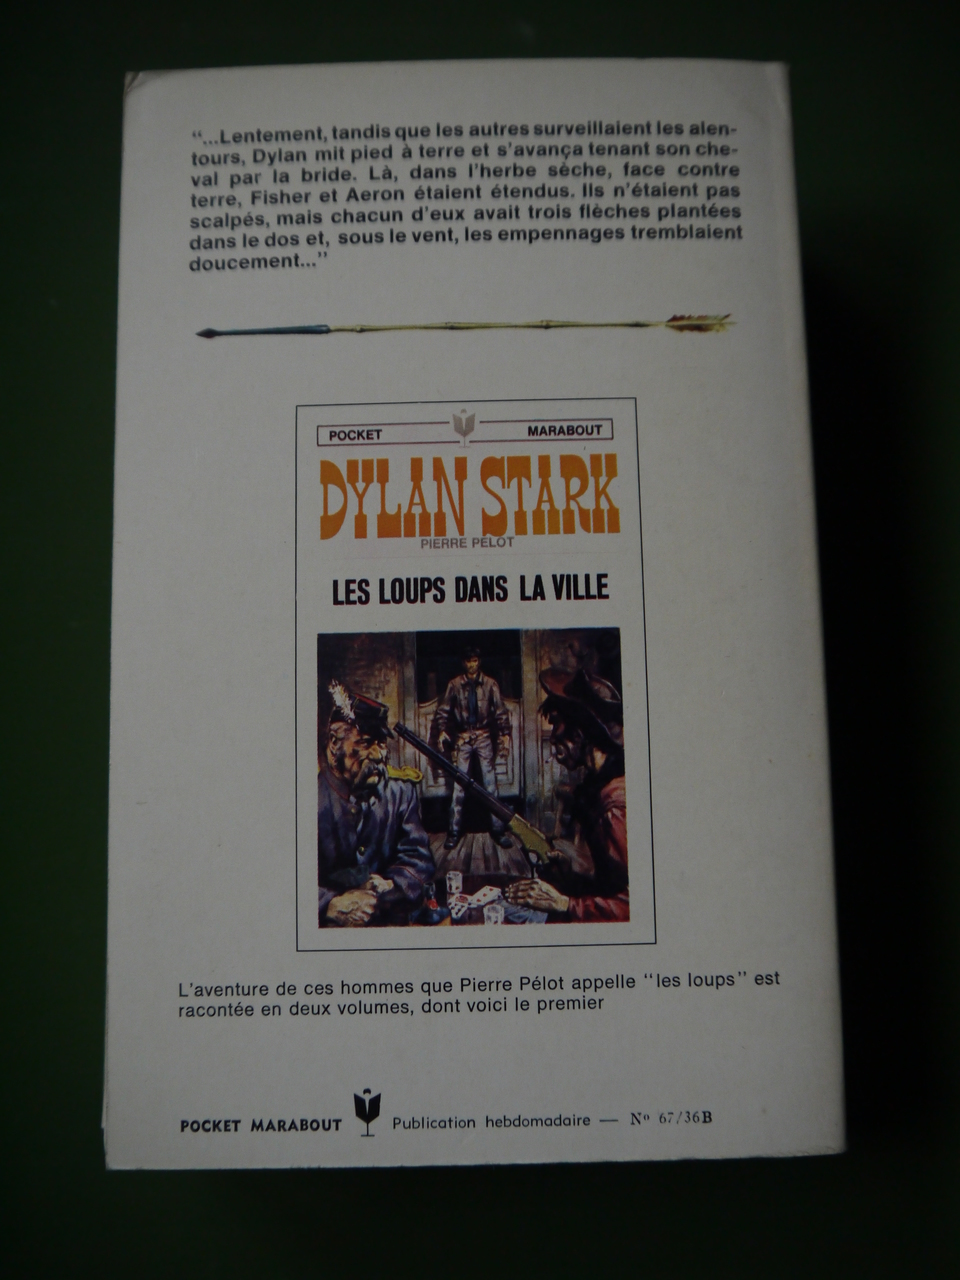 “...Lentement, tandis que les autres surveillaient les alen-
tours, Dylan mit pied à terre et s’avança tenant son che-
val par la bride. Là, dans l’herbe sèche, face contre
terre, Fisher et Aeron étaient étendus. Ils n’étaient pas
scalpés, mais chacun d’eux avait trois flèches plantées
dans le dos et, sous le vent, les empennages tremblaient
doucement...”
POCKET MARABOUT
DYLAN STARK
PIERRE PELOT
LES LOUPS DANS LA VILLE
L’aventure de ces hommes que Pierre Pélot appelle “les loups” est
racontée en deux volumes, dont voici le premier
POCKET MARABOUT Publication hebdomadaire — Nº 67/36B